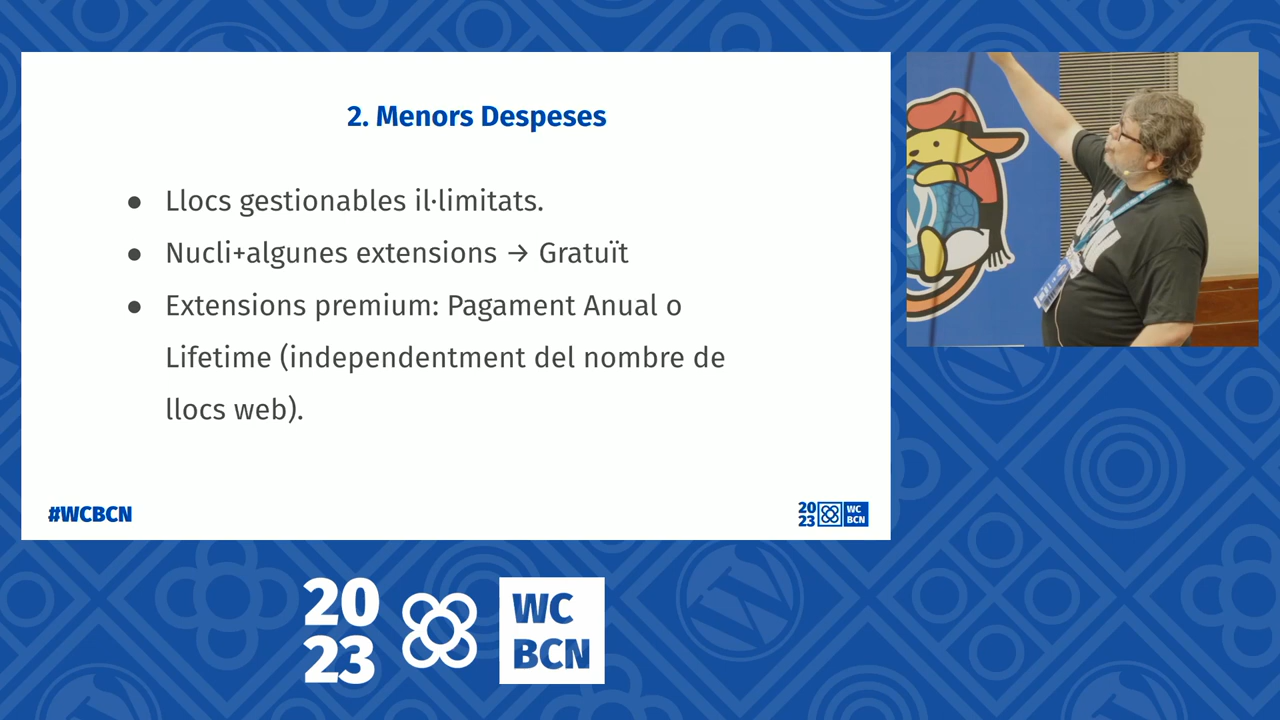 2. Menors Despeses
● Llocs gestionables il·limitats.
● Nucli+algunes extensions → Gratuït
● Extensions premium: Pagament Anual o
Lifetime (independentment del nombre de
llocs web).
#WCBCN
20
23
WC
BCN
20
23
WC
BCN